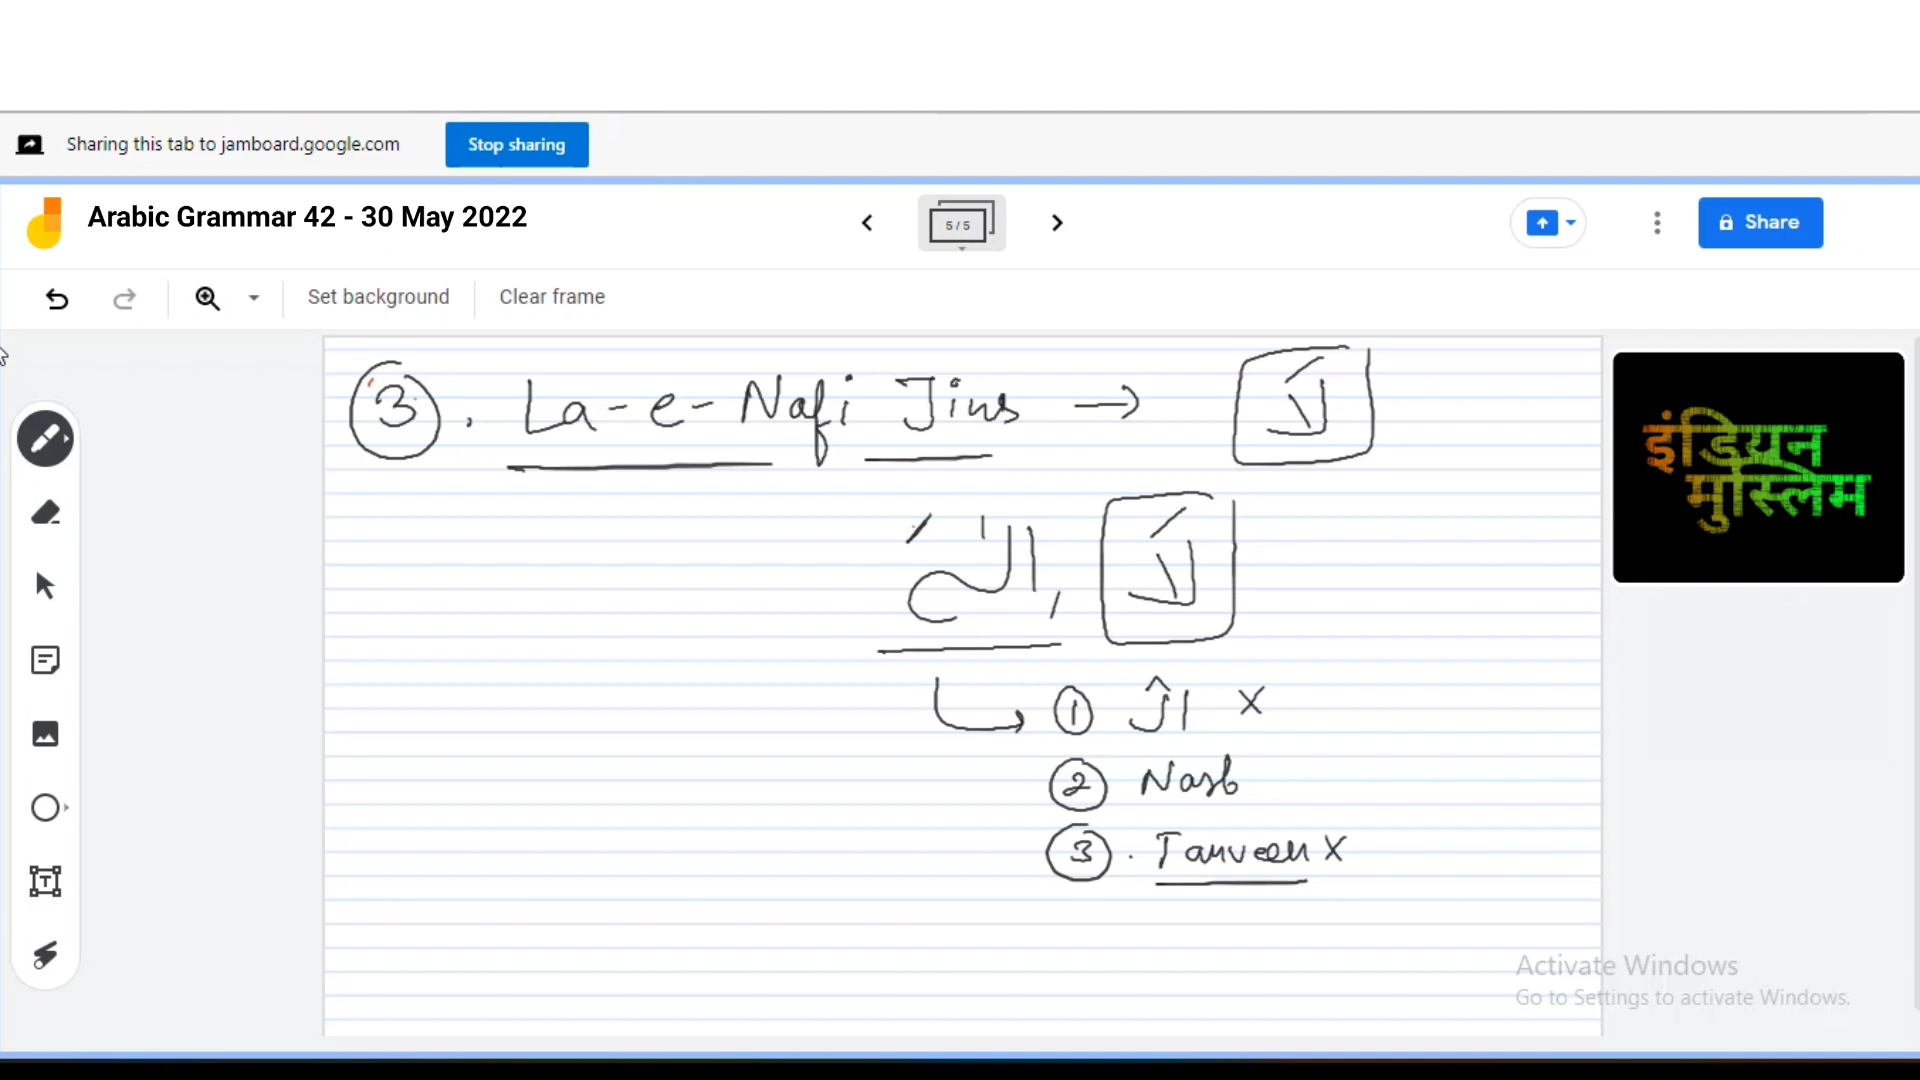 Sharing this tab to jamboard.google.com
Stop sharing
Arabic Grammar 42 - 30 May 2022
5 / 5
Share
Set background
Clear frame
3. La-e-Nafi Jins → لَا
لَا
① ال X
② Nasb
③. Tanveen X
इंडियन
मुस्लिम
Activate Windows
Go to Settings to activate Windows.